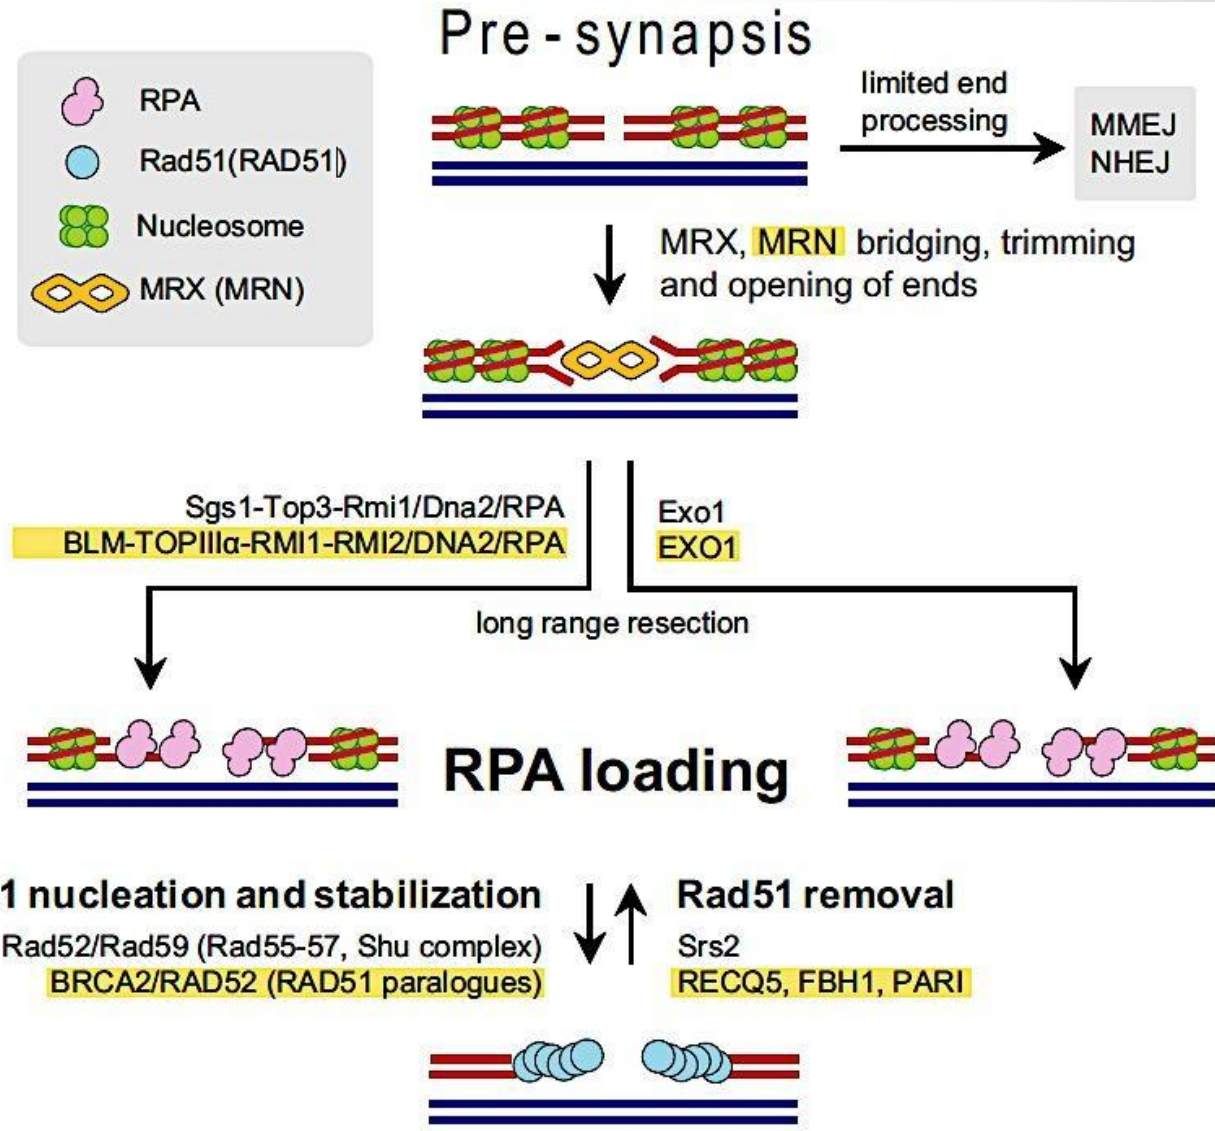 Pre - synapsis
RPA
Rad51(RAD51)
Nucleosome
MRX (MRN)
limited end
processing
MMEJ
NHEJ
MRX, MRN bridging, trimming
and opening of ends
Sgs1-Top3-Rmi1/Dna2/RPA
BLM-TOPIIIα-RMI1-RMI2/DNA2/RPA
Exo1
EXO1
long range resection
RPA loading
1 nucleation and stabilization
Rad52/Rad59 (Rad55-57, Shu complex)
BRCA2/RAD52 (RAD51 paralogues)
Rad51 removal
Srs2
RECQ5, FBH1, PARI